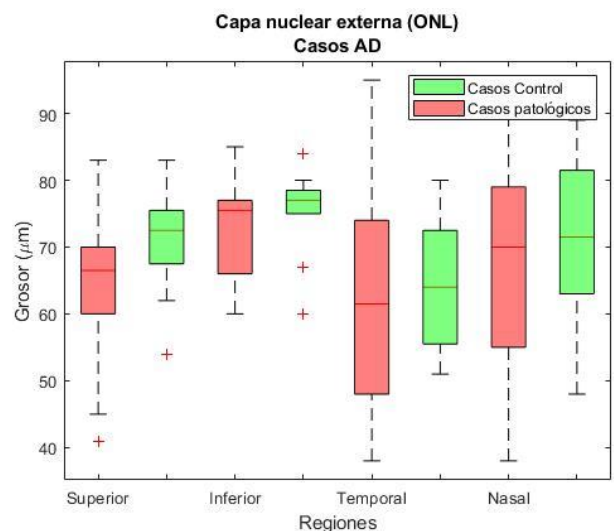 Capa nuclear externa (ONL)
Casos AD
Casos Control
Casos patológicos
90
80
70
60
50
40
Grosor (μm)
Superior
Inferior
Temporal
Nasal
Regiones